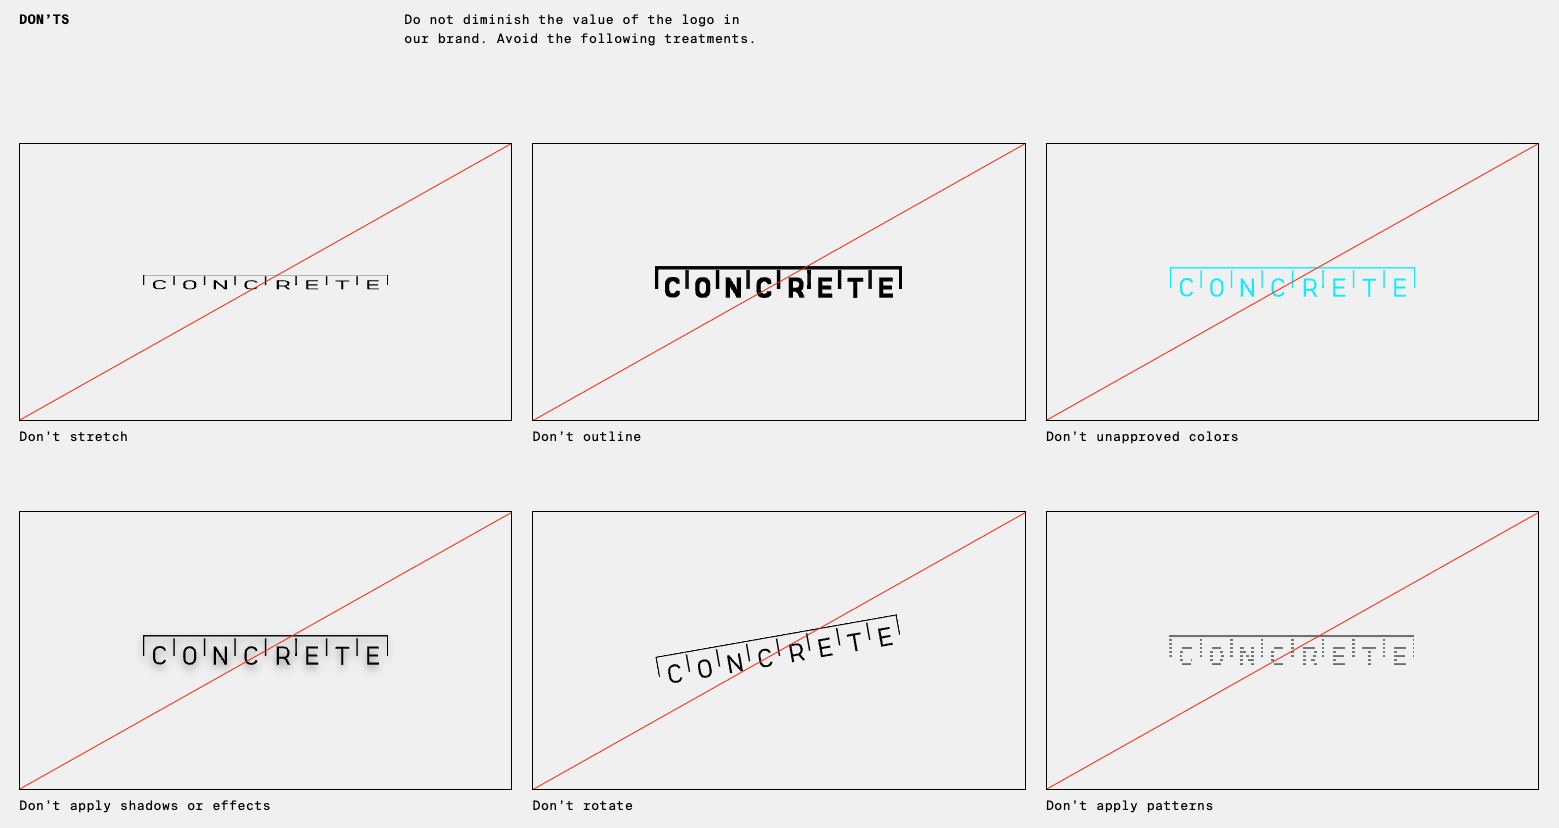 DON’TS
Do not diminish the value of the logo in
our brand. Avoid the following treatments.
CONCRETE
CONCRETE
CONCRETE
Don’t stretch
Don’t outline
Don’t unapproved colors
CONCRETE
CONCRETE
CONCRETE
Don’t apply shadows or effects
Don’t rotate
Don’t apply patterns